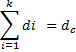 k
∑ di = d_c
i=1